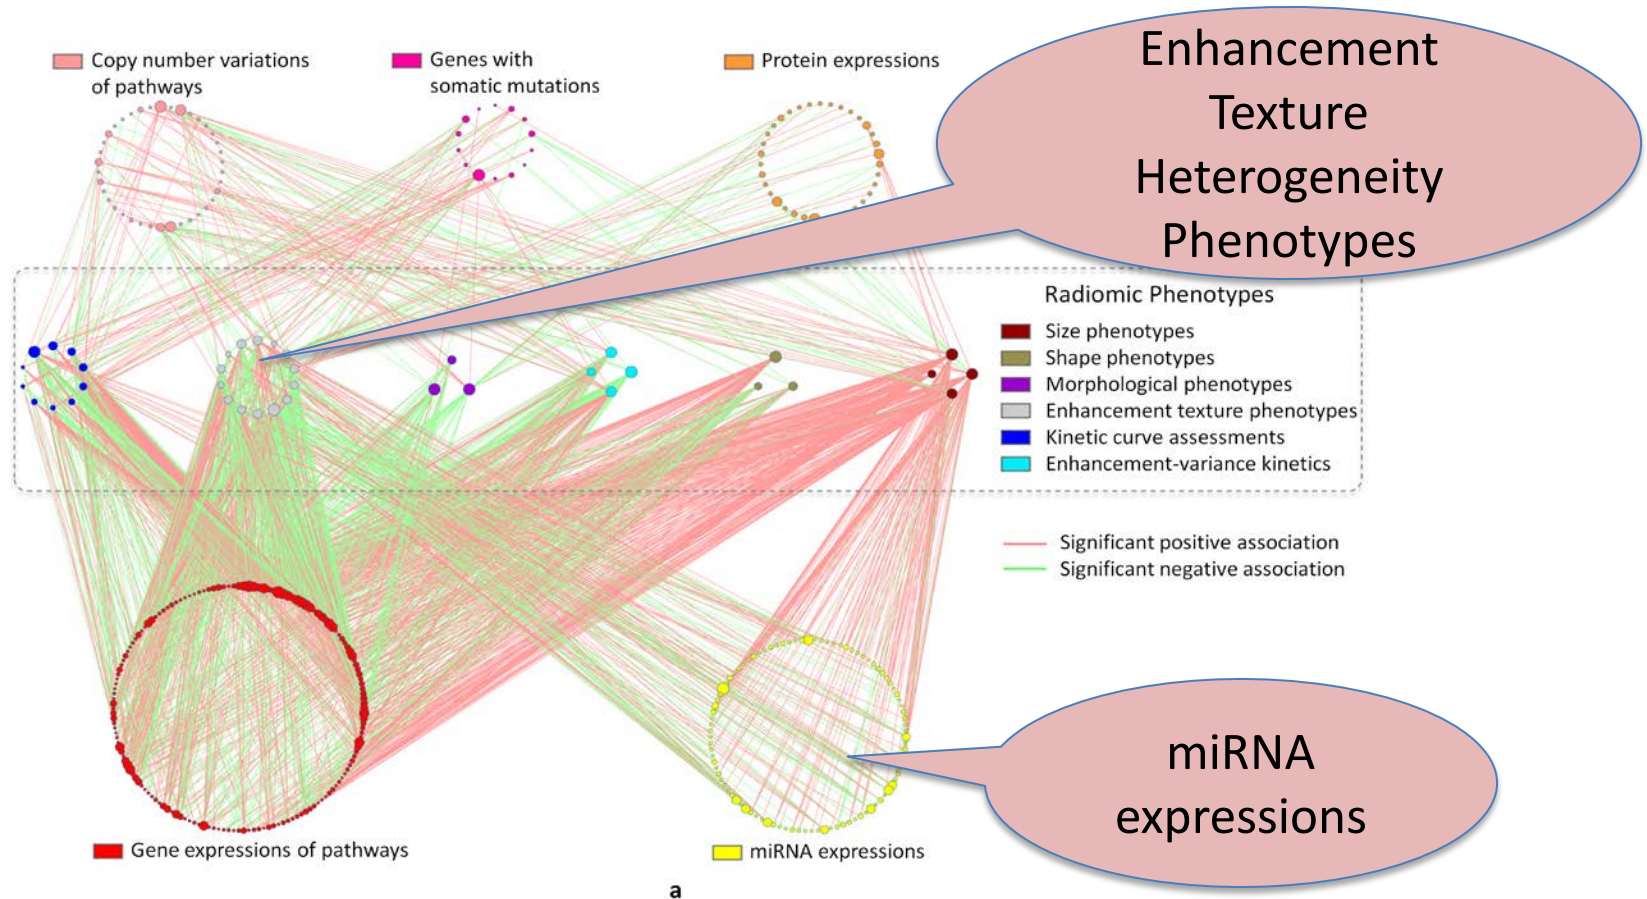 Copy number variations
of pathways
Genes with
somatic mutations
Protein expressions
Enhancement
Texture
Heterogeneity
Phenotypes
Radiomic Phenotypes
Size phenotypes
Shape phenotypes
Morphological phenotypes
Enhancement texture phenotypes
Kinetic curve assessments
Enhancement-variance kinetics
Significant positive association
Significant negative association
miRNA
expressions
Gene expressions of pathways
miRNA expressions
a